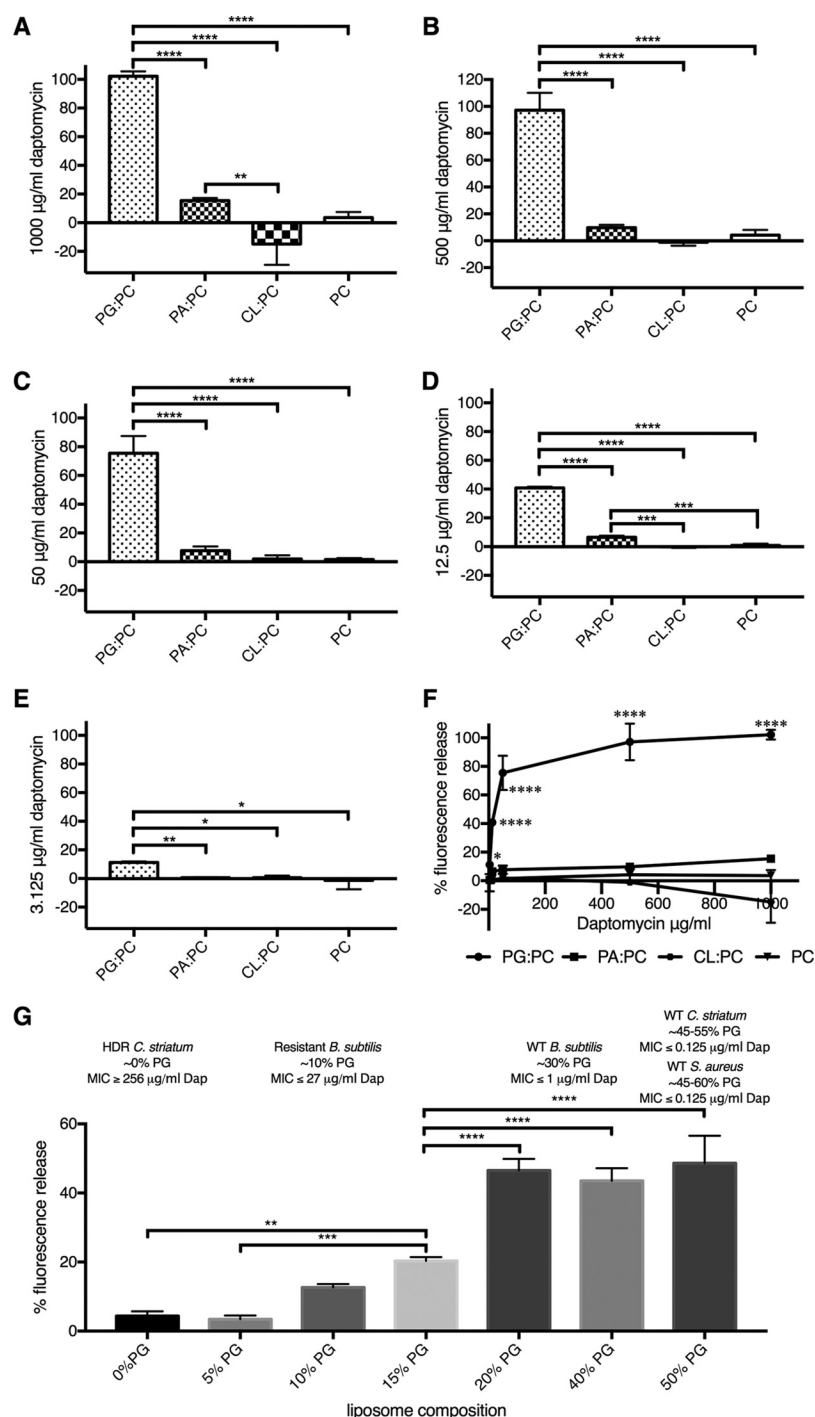 A
****
****
****
**
1000 µg/ml daptomycin
100
80
60
40
20
0
-20
PG:PC
PA:PC
CL:PC
PC
B
****
****
****
500 µg/ml daptomycin
120
100
80
60
40
20
0
-20
PG:PC
PA:PC
CL:PC
PC
C
****
****
****
50 µg/ml daptomycin
100
80
60
40
20
0
-20
PG:PC
PA:PC
CL:PC
PC
D
****
****
****
***
***
12.5 µg/ml daptomycin
100
80
60
40
20
0
-20
PG:PC
PA:PC
CL:PC
PC
E
*
*
**
3.125 µg/ml daptomycin
100
80
60
40
20
0
-20
PG:PC
PA:PC
CL:PC
PC
F
****
****
****
****
*
% fluorescence release
100
80
60
40
20
0
-20
200
400
600
800
1000
Daptomycin µg/ml
PG:PC
PA:PC
CL:PC
PC
G
HDR C. striatum
~0% PG
MIC ≥ 256 µg/ml Dap
Resistant B. subtilis
~10% PG
MIC ≤ 27 µg/ml Dap
WT B. subtilis
~30% PG
MIC ≤ 1 µg/ml Dap
WT C. striatum
~45-55% PG
MIC ≤ 0.125 µg/ml Dap
WT S. aureus
~45-60% PG
MIC ≤ 0.125 µg/ml Dap
****
****
****
**
***
% fluorescence release
60
40
20
0
0%PG
5% PG
10% PG
15% PG
20% PG
40% PG
50% PG
liposome composition